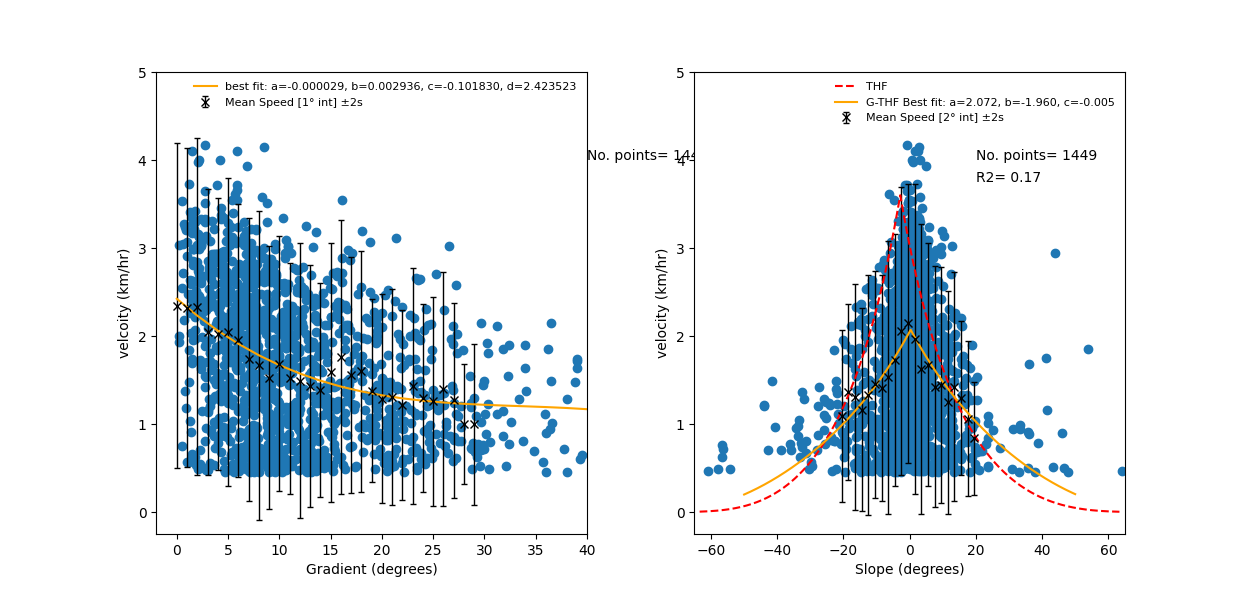 best fit: a=-0.000029, b=0.002936, c=-0.101830, d=2.423523
Mean Speed [1° int] ±2s
No. points= 144
5
4
3
2
1
0
velcoity (km/hr)
0 5 10 15 20 25 30 35 40
Gradient (degrees)
THF
G-THF Best fit: a=2.072, b=-1.960, c=-0.005
Mean Speed [2° int] ±2s
No. points= 1449
R2= 0.17
5
4
3
2
1
0
velocity (km/hr)
−60 −40 −20 0 20 40 60
Slope (degrees)